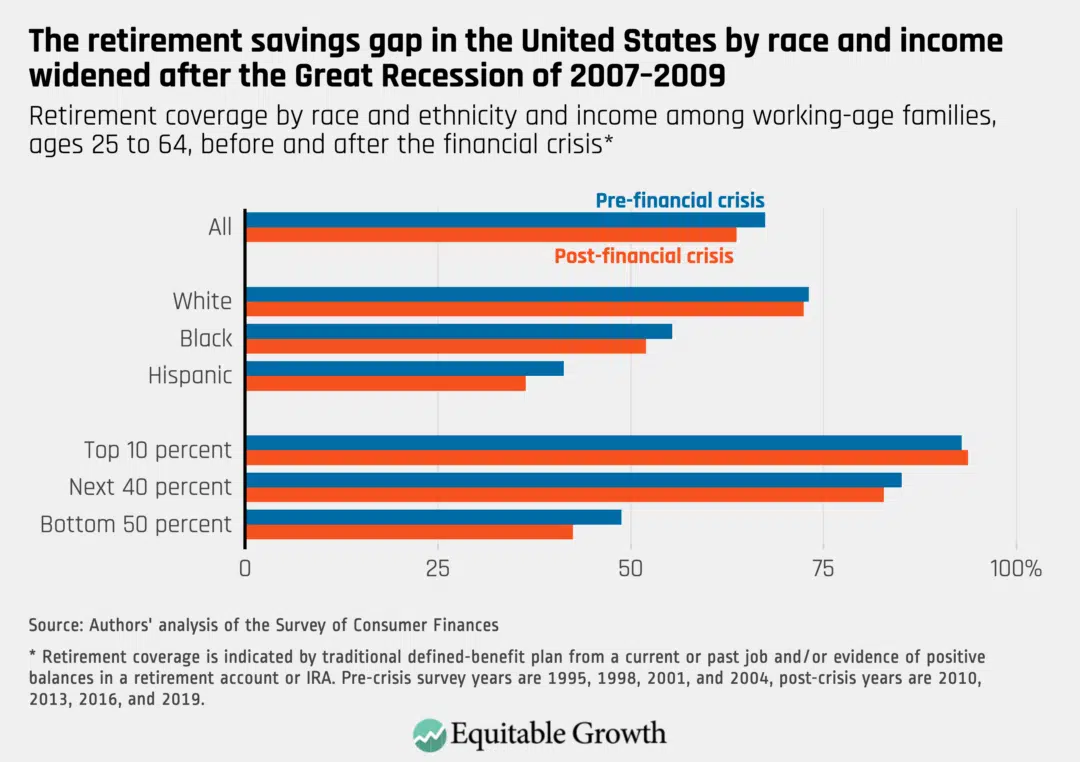 The retirement savings gap in the United States by race and income
widened after the Great Recession of 2007–2009
Retirement coverage by race and ethnicity and income among working-age families,
ages 25 to 64, before and after the financial crisis*
Pre-financial crisis
All
Post-financial crisis
White
Black
Hispanic
Top 10 percent
Next 40 percent
Bottom 50 percent
0 25 50 75 100%
Source: Authors' analysis of the Survey of Consumer Finances
* Retirement coverage is indicated by traditional defined-benefit plan from a current or past job and/or evidence of positive
balances in a retirement account or IRA. Pre-crisis survey years are 1995, 1998, 2001, and 2004, post-crisis years are 2010,
2013, 2016, and 2019.
Equitable Growth